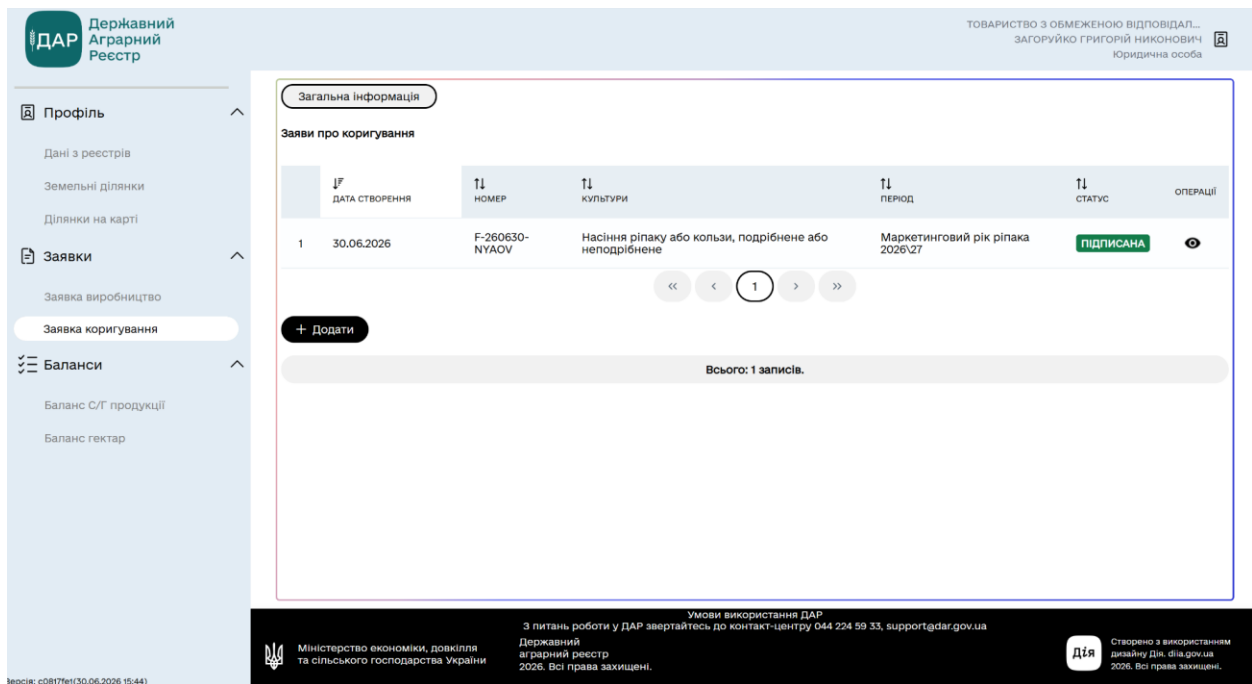 ДАР
Державний
Аграрний
Реєстр
ТОВАРИСТВО З ОБМЕЖЕНОЮ ВІДПОВІДАЛ...
ЗАГОРУЙКО ГРИГОРІЙ НИКОНОВИЧ
Юридична особа
Профіль
Дані з реєстрів
Земельні ділянки
Ділянки на карті
Заявки
Заявка виробництво
Заявка коригування
Баланси
Баланс С/Г продукції
Баланс гектар
Загальна інформація
Заяви про коригування
ДАТА СТВОРЕННЯ НОМЕР КУЛЬТУРИ ПЕРІОД СТАТУС ОПЕРАЦІЇ
1 30.06.2026 F-260630-NYAOV Насіння ріпаку або кользи, подрібнене або неподрібнене Маркетинговий рік ріпака 2026\27 ПІДПИСАНА
« ‹ 1 › »
+ Додати
Всього: 1 записів.
Умови використання ДАР
З питань роботи у ДАР звертайтесь до контакт-центру 044 224 59 33, support@dar.gov.ua
Міністерство економіки, довкілля
та сільського господарства України
Державний
аграрний реєстр
2026. Всі права захищені.
Дія
Створено з використанням
дизайну Дія. diia.gov.ua
2026. Всі права захищені.
Версія: c0817fe1(30.06.2026 15:44)